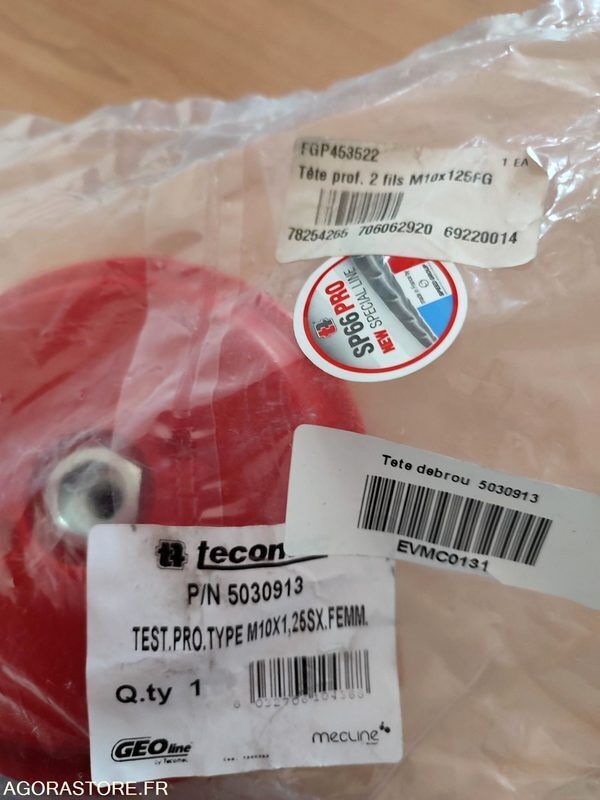 FGP453522
1 EA
Tête prof. 2 fils M10x125FG
78254265 706062920 69220014
SP66 PRO
NEW SPECIAL LINE
Tete debrou 5030913
EVMC0131
P/N 5030913
TEST.PRO.TYPE M10X1,25SX.FEMM.
Q.ty 1
GEOline
by Tecomec
mecline
AGORASTORE.FR